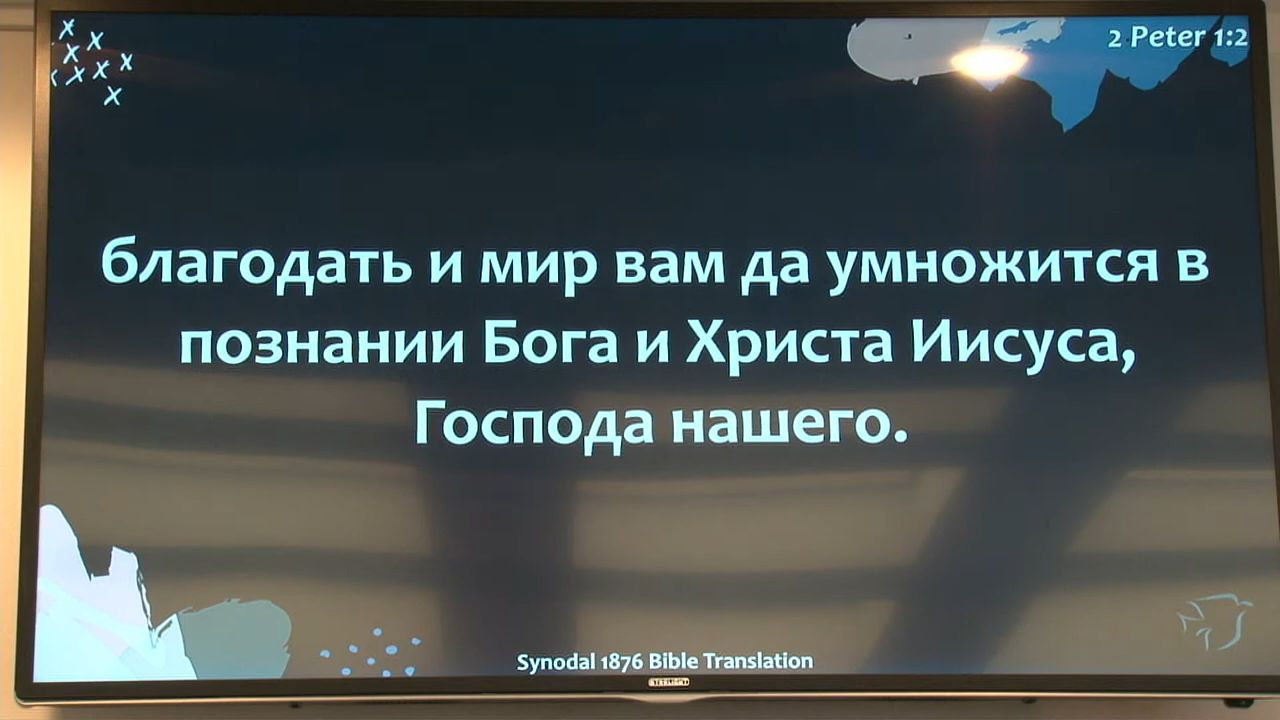 2 Peter 1:2
благодать и мир вам да умножится в
познании Бога и Христа Иисуса,
Господа нашего.
Synodal 1876 Bible Translation